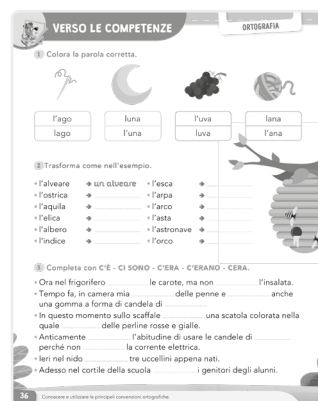 VERSO LE COMPETENZE
ORTOGRAFIA
1 Colora la parola corretta.
l'ago luna l'uva lana
lago l'una luva l'ana
2 Trasforma come nell'esempio.
• l'alveare → un alveare • l'esca → ........
• l'ostrica → ........ • l'arpa → ........
• l'aquila → ........ • l'arco → ........
• l'elica → ........ • l'asta → ........
• l'albero → ........ • l'astronave → ........
• l'indice → ........ • l'orco → ........
3 Completa con C'È - CI SONO - C'ERA - C'ERANO - CERA.
• Ora nel frigorifero ........ le carote, ma non ........ l'insalata.
• Tempo fa, in camera mia ........ delle penne e ........ anche
una gomma a forma di candela di ........
• In questo momento sullo scaffale ........ una scatola colorata nella
quale ........ delle perline rosse e gialle.
• Anticamente ........ l'abitudine di usare le candele di ........
perché non ........ la corrente elettrica.
• Ieri nel nido ........ tre uccellini appena nati.
• Adesso nel cortile della scuola ........ i genitori degli alunni.
36 Conoscere e utilizzare le principali convenzioni ortografiche.